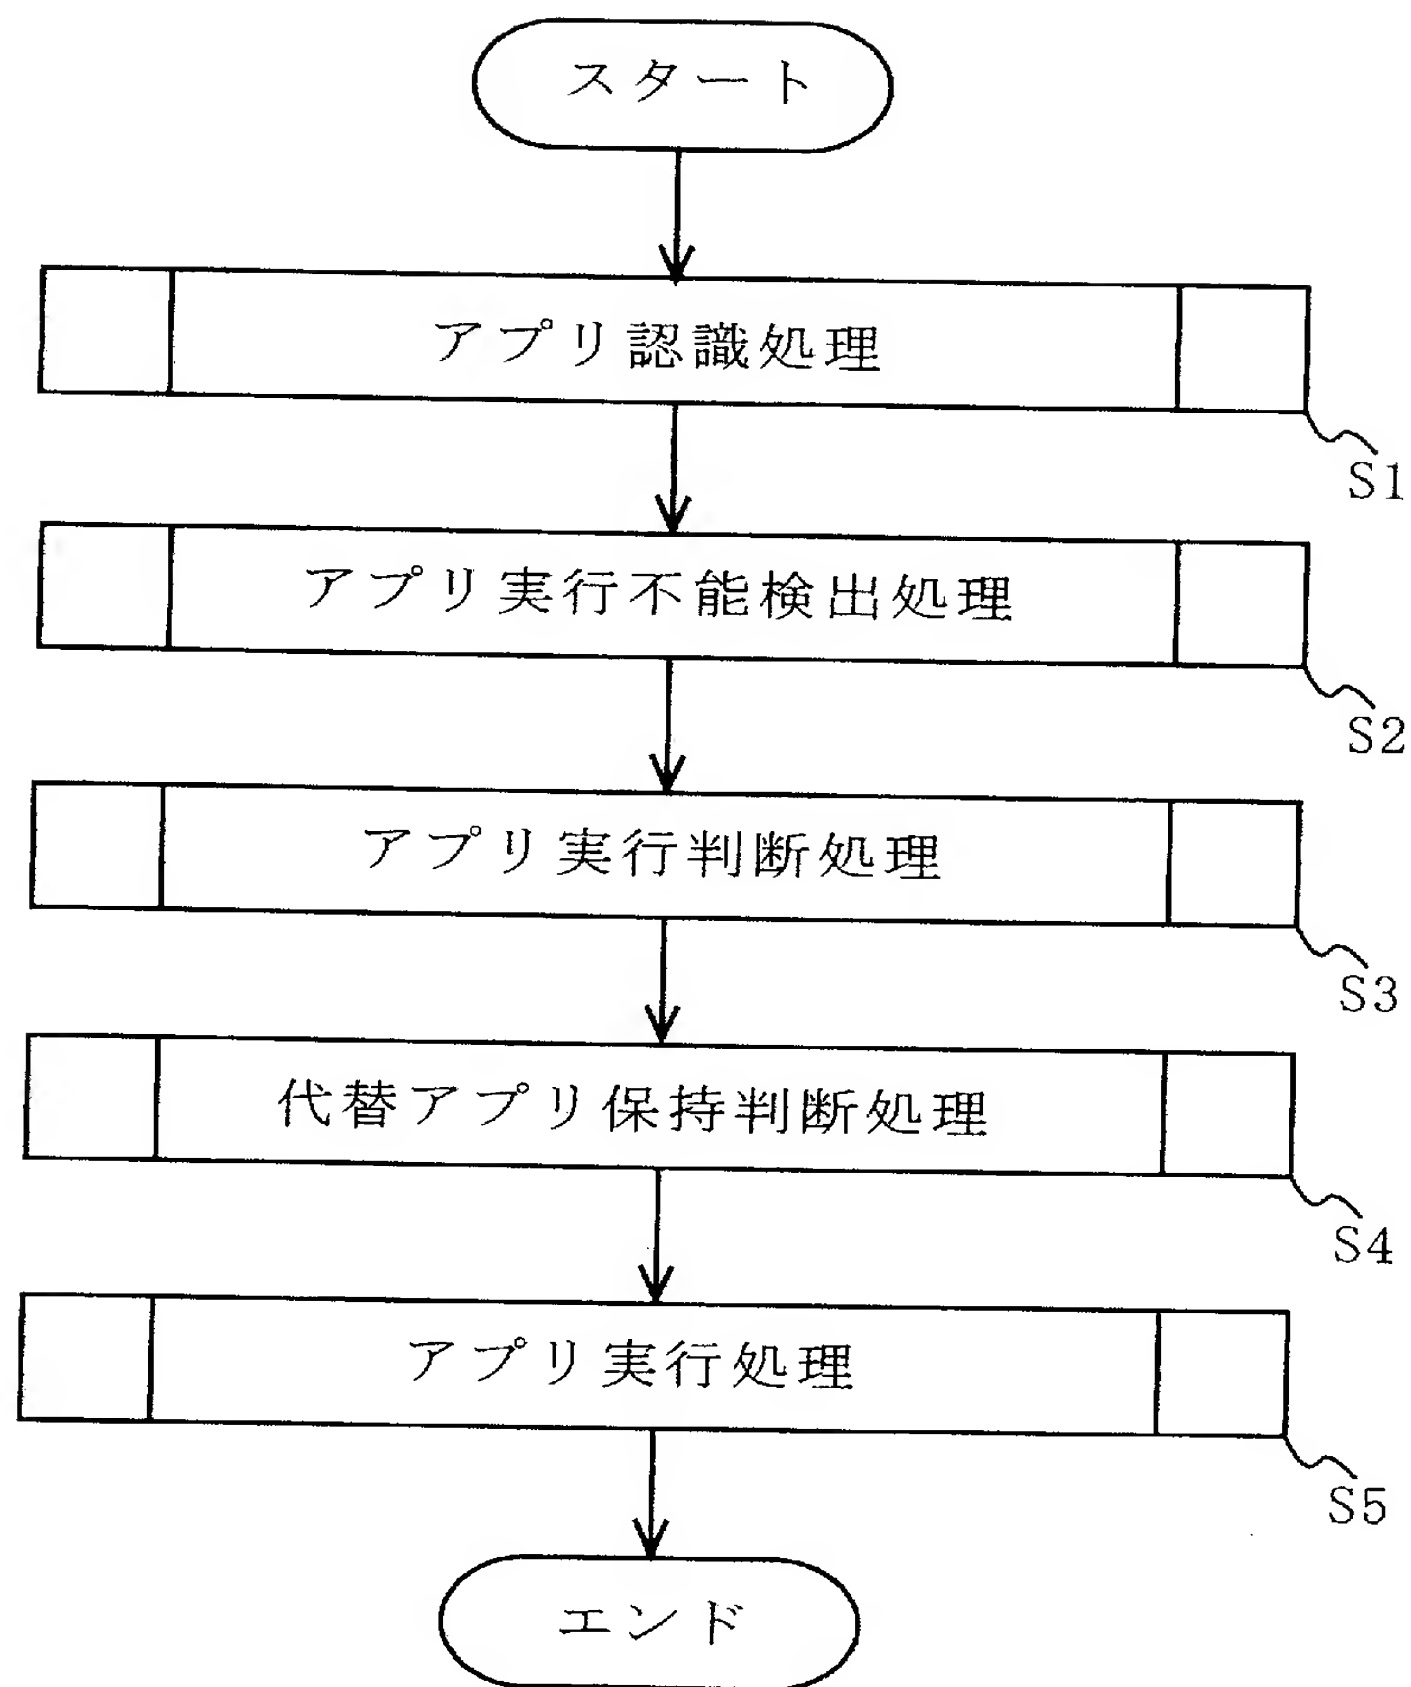 スタート
アプリ認識処理
S1
アプリ実行不能検出処理
S2
アプリ実行判断処理
S3
代替アプリ保持判断処理
S4
アプリ実行処理
S5
エンド